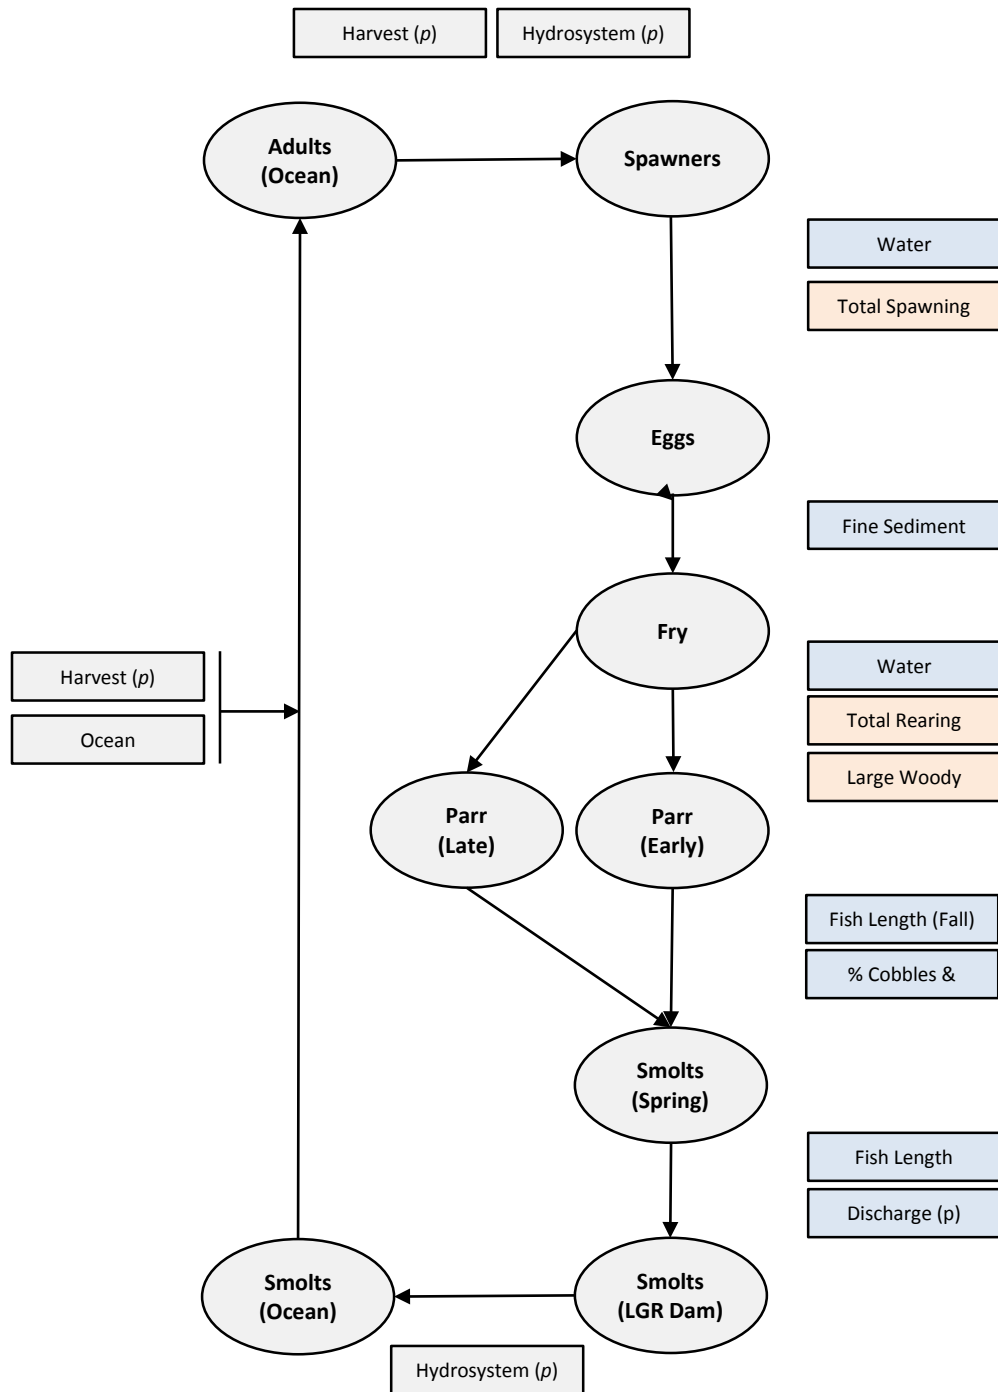 Harvest (p) Hydrosystem (p)
Adults
(Ocean)
Spawners
Water
Total Spawning
Eggs
Fine Sediment
Fry
Harvest (p)
Ocean
Water
Total Rearing
Large Woody
Parr
(Late)
Parr
(Early)
Fish Length (Fall)
% Cobbles &
Smolts
(Spring)
Fish Length
Discharge (p)
Smolts
(Ocean)
Smolts
(LGR Dam)
Hydrosystem (p)